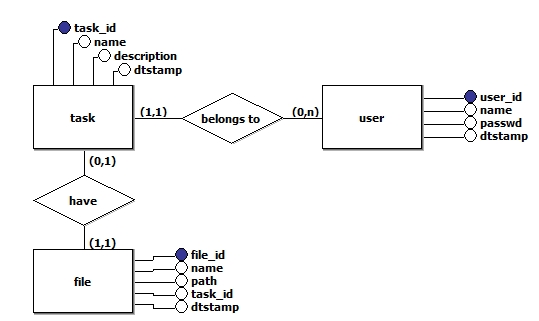 task_id
name
description
dtstamp
task
(1,1)
belongs to
(0,n)
user
user_id
name
passwd
dtstamp
(0,1)
have
(1,1)
file
file_id
name
path
task_id
dtstamp